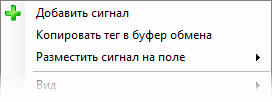 Добавить сигнал
Копировать тег в буфер обмена
Разместить сигнал на поле
Вид